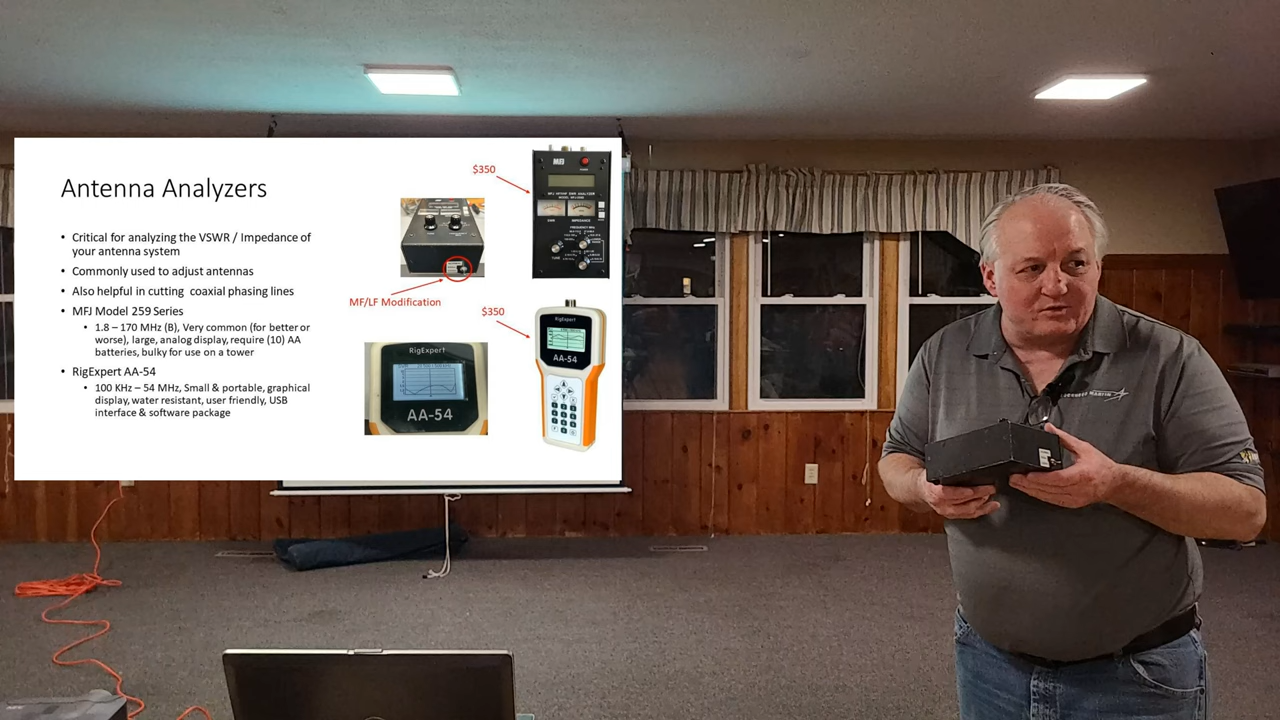 Antenna Analyzers
• Critical for analyzing the VSWR / Impedance of
your antenna system
• Commonly used to adjust antennas
• Also helpful in cutting coaxial phasing lines
• MFJ Model 259 Series
• 1.8 – 170 MHz (B), Very common (for better or
worse), large, analog display, require (10) AA
batteries, bulky for use on a tower
• RigExpert AA-54
• 100 KHz – 54 MHz, Small & portable, graphical
display, water resistant, user friendly, USB
interface & software package
MF/LF Modification
RigExpert
AA-54
$350
MFJ
$350
RigExpert
AA-54
LOCKHEED MARTIN